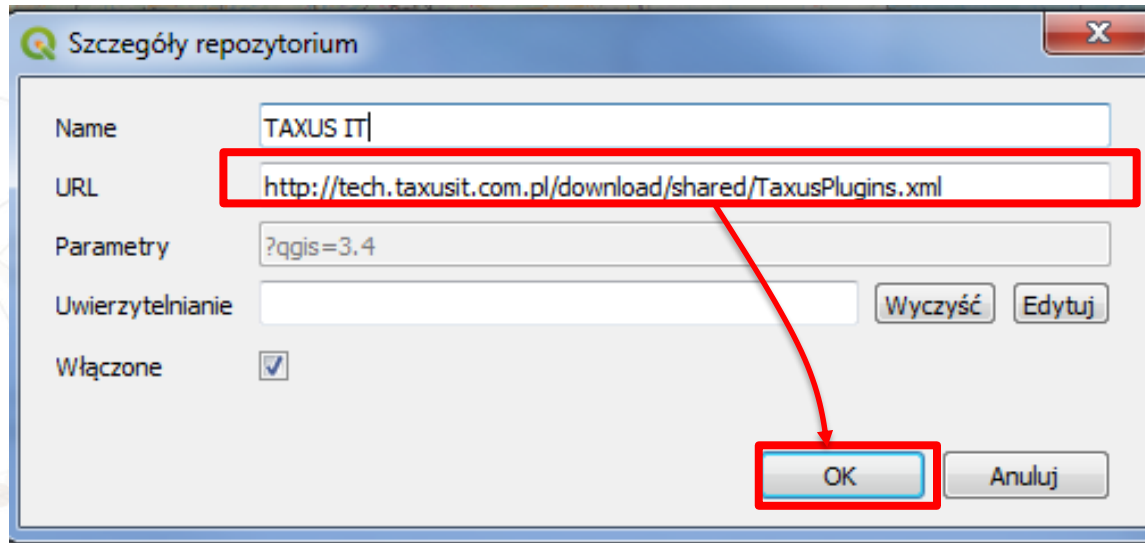 Szczegóły repozytorium
Name TAXUS IT
URL http://tech.taxusit.com.pl/download/shared/TaxusPlugins.xml
Parametry ?qgis=3.4
Uwierzytelnianie Wyczyść Edytuj
Włączone
OK Anuluj